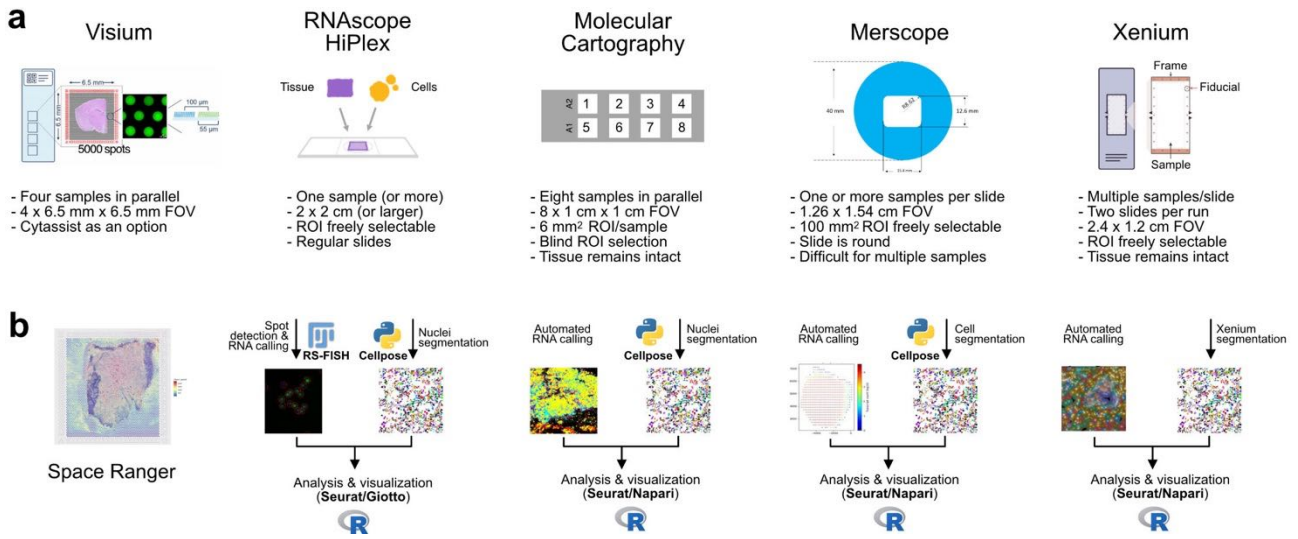 a
Visium
6.5 mm
6.5 mm
100 µm
55 µm
5000 spots
- Four samples in parallel
- 4 x 6.5 mm x 6.5 mm FOV
- Cytassist as an option
RNAscope
HiPlex
Tissue
Cells
- One sample (or more)
- 2 x 2 cm (or larger)
- ROI freely selectable
- Regular slides
Molecular
Cartography
A2
1 2 3 4
A1
5 6 7 8
- Eight samples in parallel
- 8 x 1 cm x 1 cm FOV
- 6 mm² ROI/sample
- Blind ROI selection
- Tissue remains intact
Merscope
40 mm
12.6 mm
- One or more samples per slide
- 1.26 x 1.54 cm FOV
- 100 mm² ROI freely selectable
- Slide is round
- Difficult for multiple samples
Xenium
Frame
Fiducial
Sample
- Multiple samples/slide
- Two slides per run
- 2.4 x 1.2 cm FOV
- ROI freely selectable
- Tissue remains intact
b
Space Ranger
Spot
detection &
RNA calling
RS-FISH
Cellpose
Nuclei
segmentation
Analysis & visualization
(Seurat/Giotto)
R
Automated
RNA calling
Cellpose
Nuclei
segmentation
Analysis & visualization
(Seurat/Napari)
R
Automated
RNA calling
Cellpose
Cell
segmentation
Analysis & visualization
(Seurat/Napari)
R
Automated
RNA calling
Xenium
segmentation
Analysis & visualization
(Seurat/Napari)
R